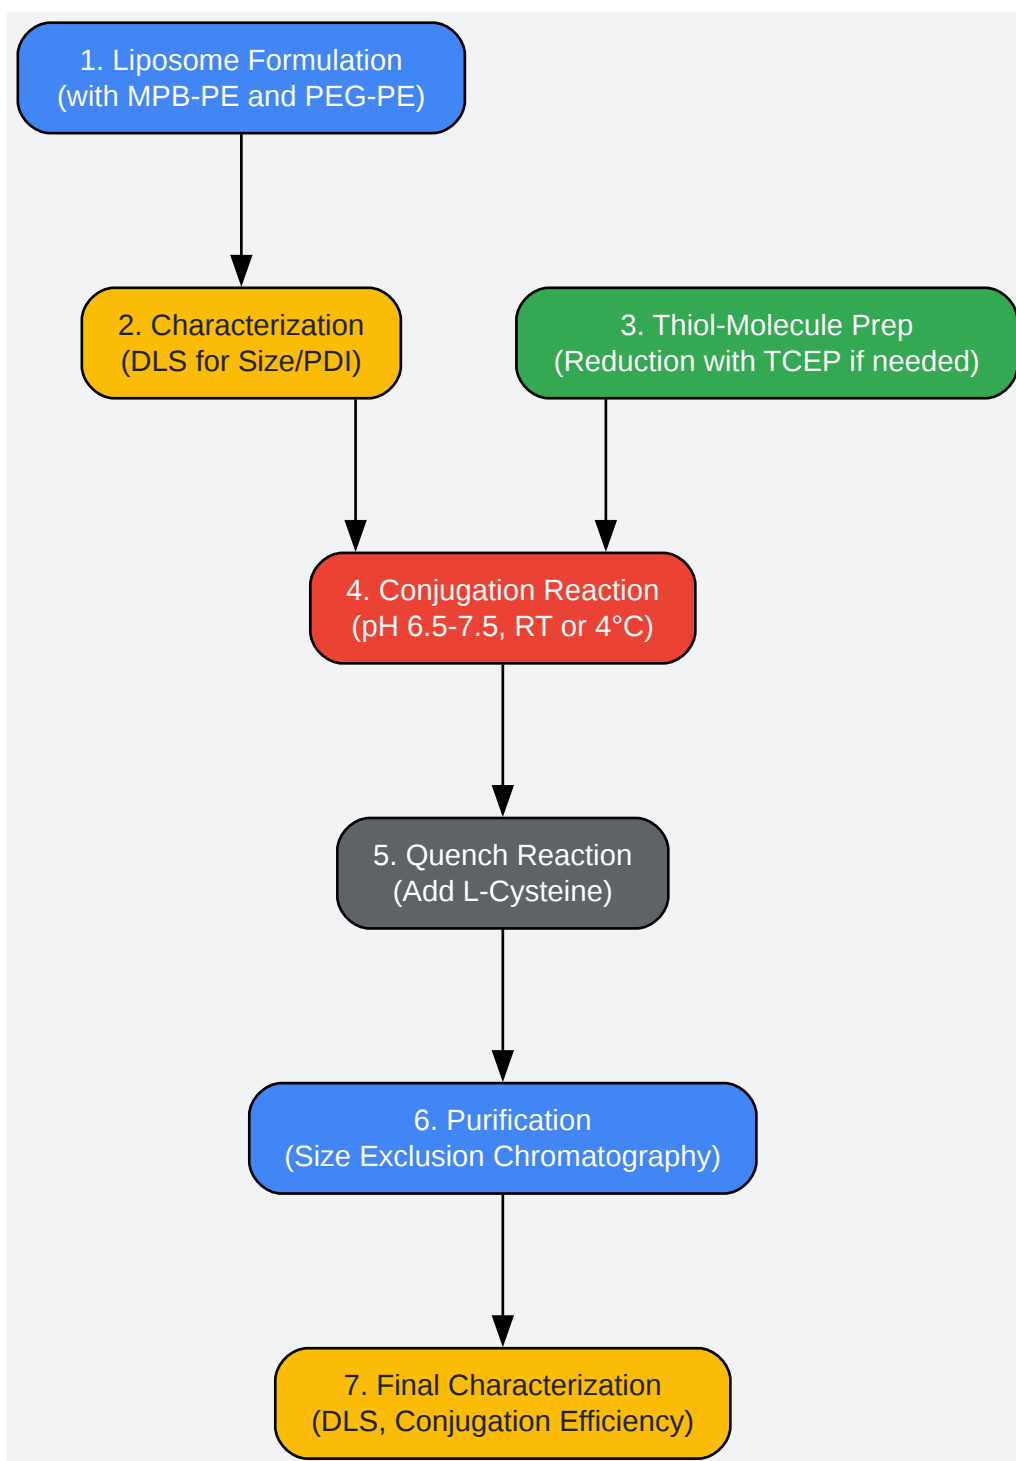 1. Liposome Formulation
(with MPB-PE and PEG-PE)
2. Characterization
(DLS for Size/PDI)
3. Thiol-Molecule Prep
(Reduction with TCEP if needed)
4. Conjugation Reaction
(pH 6.5-7.5, RT or 4°C)
5. Quench Reaction
(Add L-Cysteine)
6. Purification
(Size Exclusion Chromatography)
7. Final Characterization
(DLS, Conjugation Efficiency)